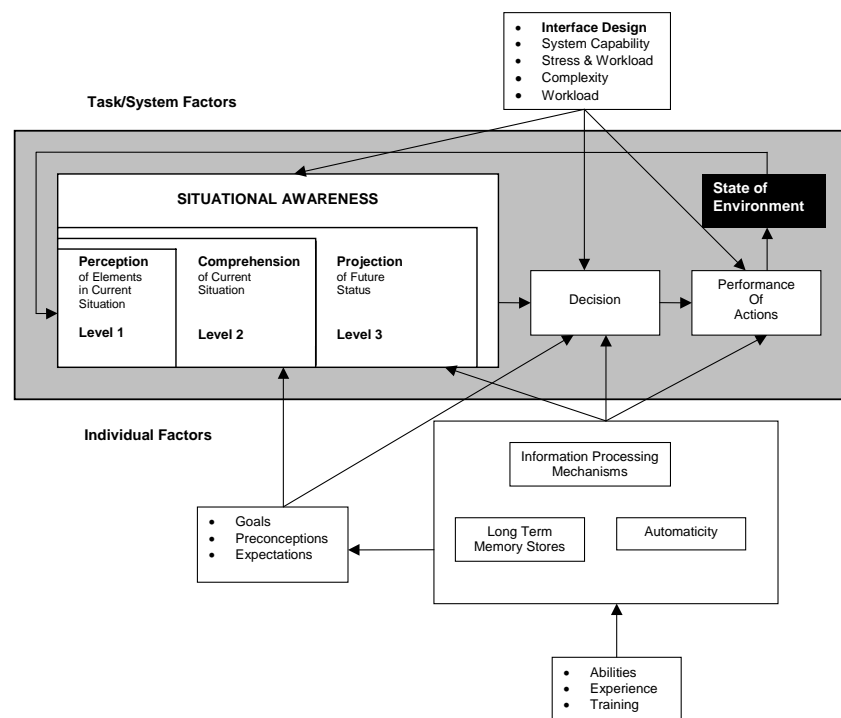 • Interface Design
• System Capability
• Stress & Workload
• Complexity
• Workload
Task/System Factors
SITUATIONAL AWARENESS
State of
Environment
Perception
of Elements
in Current
Situation
Level 1
Comprehension
of Current
Situation
Level 2
Projection
of Future
Status
Level 3
Decision
Performance
Of
Actions
Individual Factors
Information Processing
Mechanisms
Long Term
Memory Stores
Automaticity
• Goals
• Preconceptions
• Expectations
• Abilities
• Experience
• Training